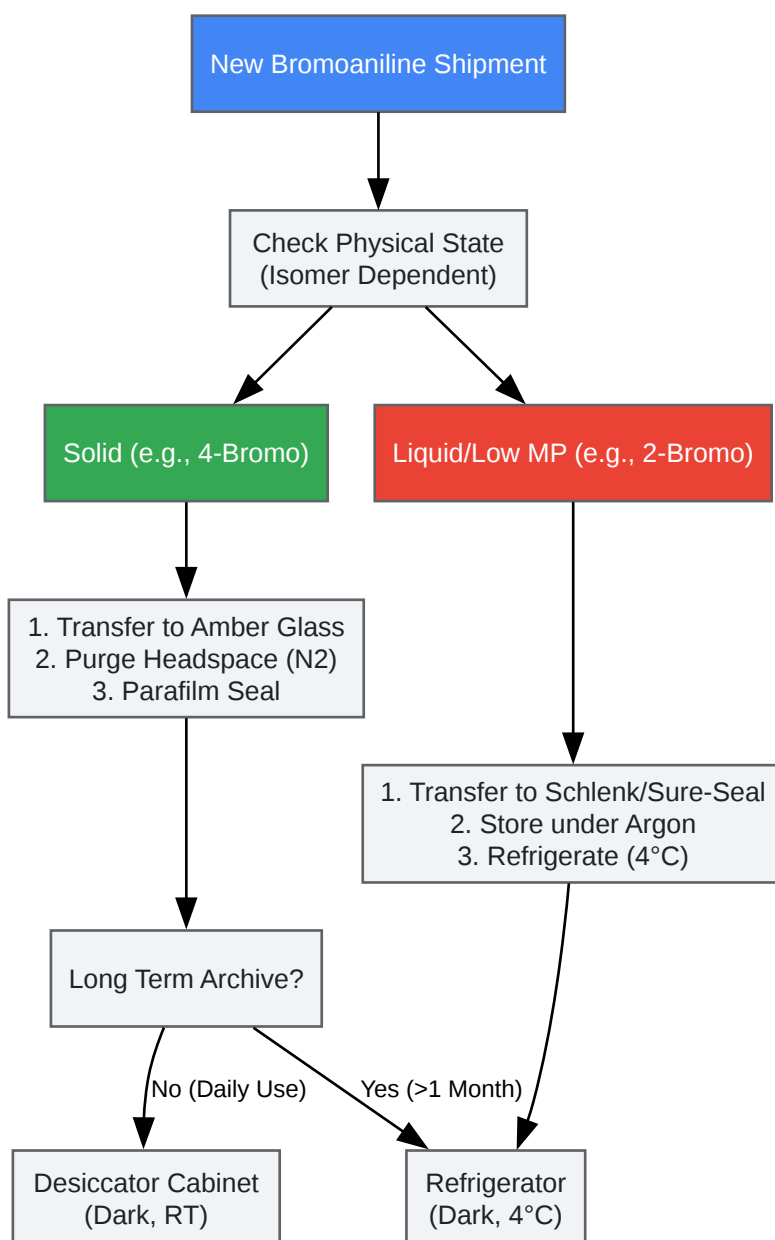 New Bromoaniline Shipment
Check Physical State
(Isomer Dependent)
Solid (e.g., 4-Bromo)
Liquid/Low MP (e.g., 2-Bromo)
1. Transfer to Amber Glass
2. Purge Headspace (N2)
3. Parafilm Seal
1. Transfer to Schlenk/Sure-Seal
2. Store under Argon
3. Refrigerate (4°C)
Long Term Archive?
No (Daily Use)
Yes (>1 Month)
Desiccator Cabinet
(Dark, RT)
Refrigerator
(Dark, 4°C)